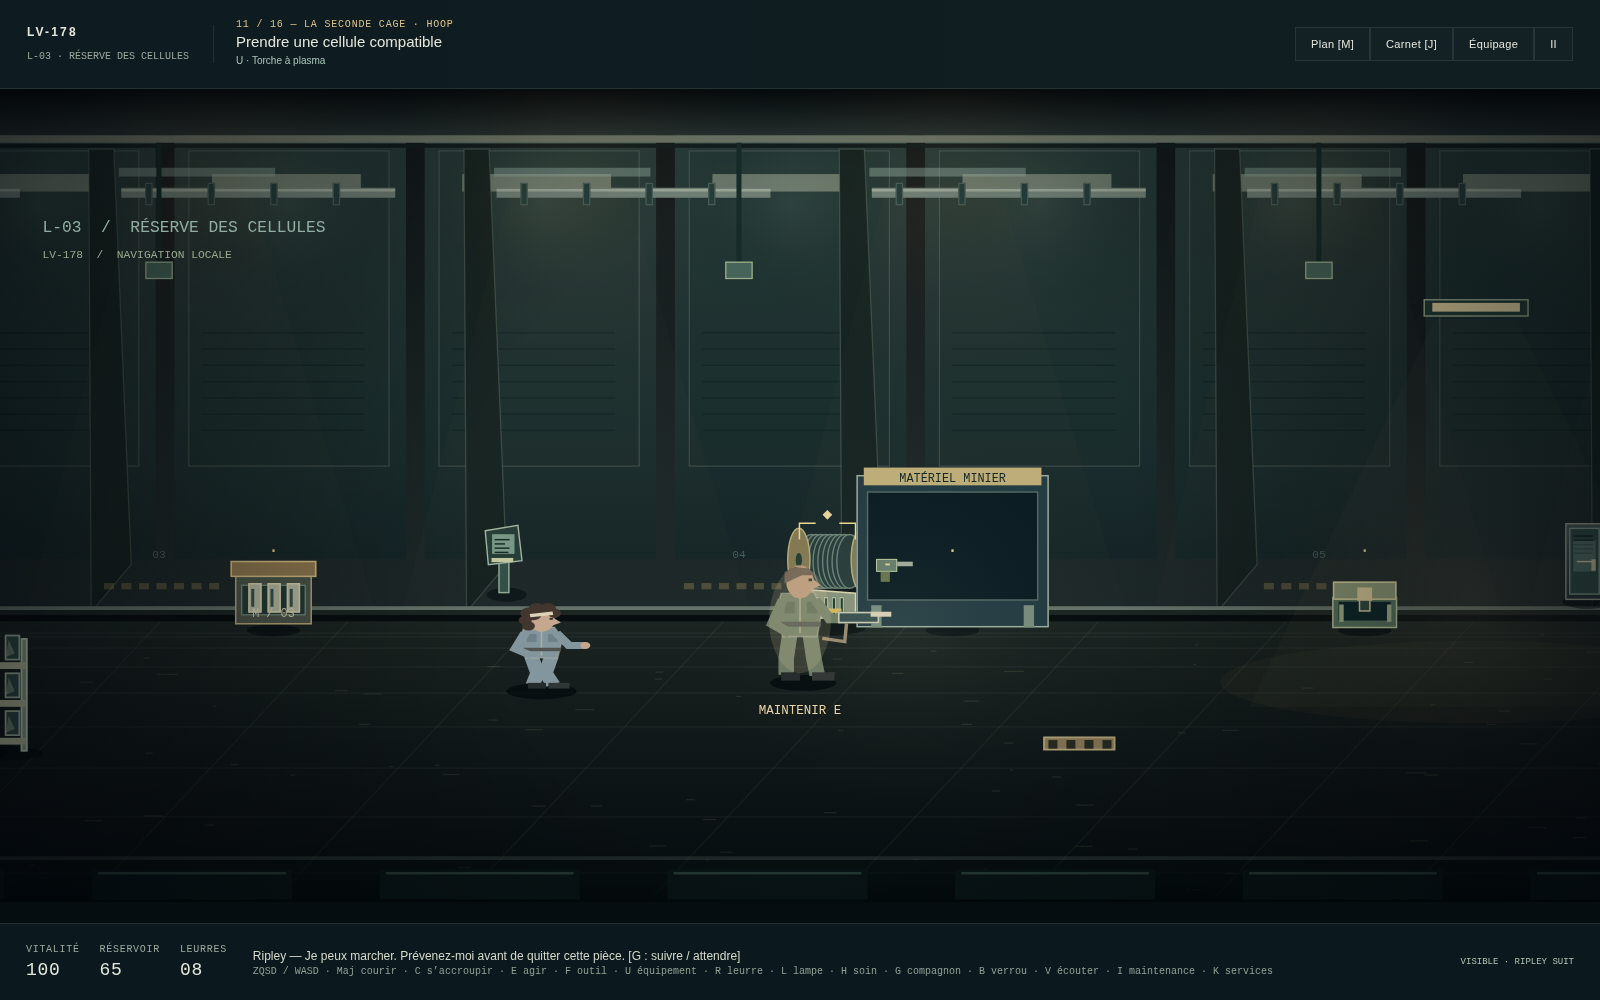 LV-178
L-03 · RÉSERVE DES CELLULES
11 / 16 — LA SECONDE CAGE · HOOP
Prendre une cellule compatible
U · Torche à plasma
Plan [M]
Carnet [J]
Équipage
II
L-03 / RÉSERVE DES CELLULES
LV-178 / NAVIGATION LOCALE
MATÉRIEL MINIER
03
04
05
M / 03
MAINTENIR E
VITALITÉ
100
RÉSERVOIR
65
LEURRES
08
Ripley — Je peux marcher. Prévenez-moi avant de quitter cette pièce. [G : suivre / attendre]
ZQSD / WASD · Maj courir · C s’accroupir · E agir · F outil · U équipement · R leurre · L lampe · H soin · G compagnon · B verrou · V écouter · I maintenance · K services
VISIBLE · RIPLEY SUIT